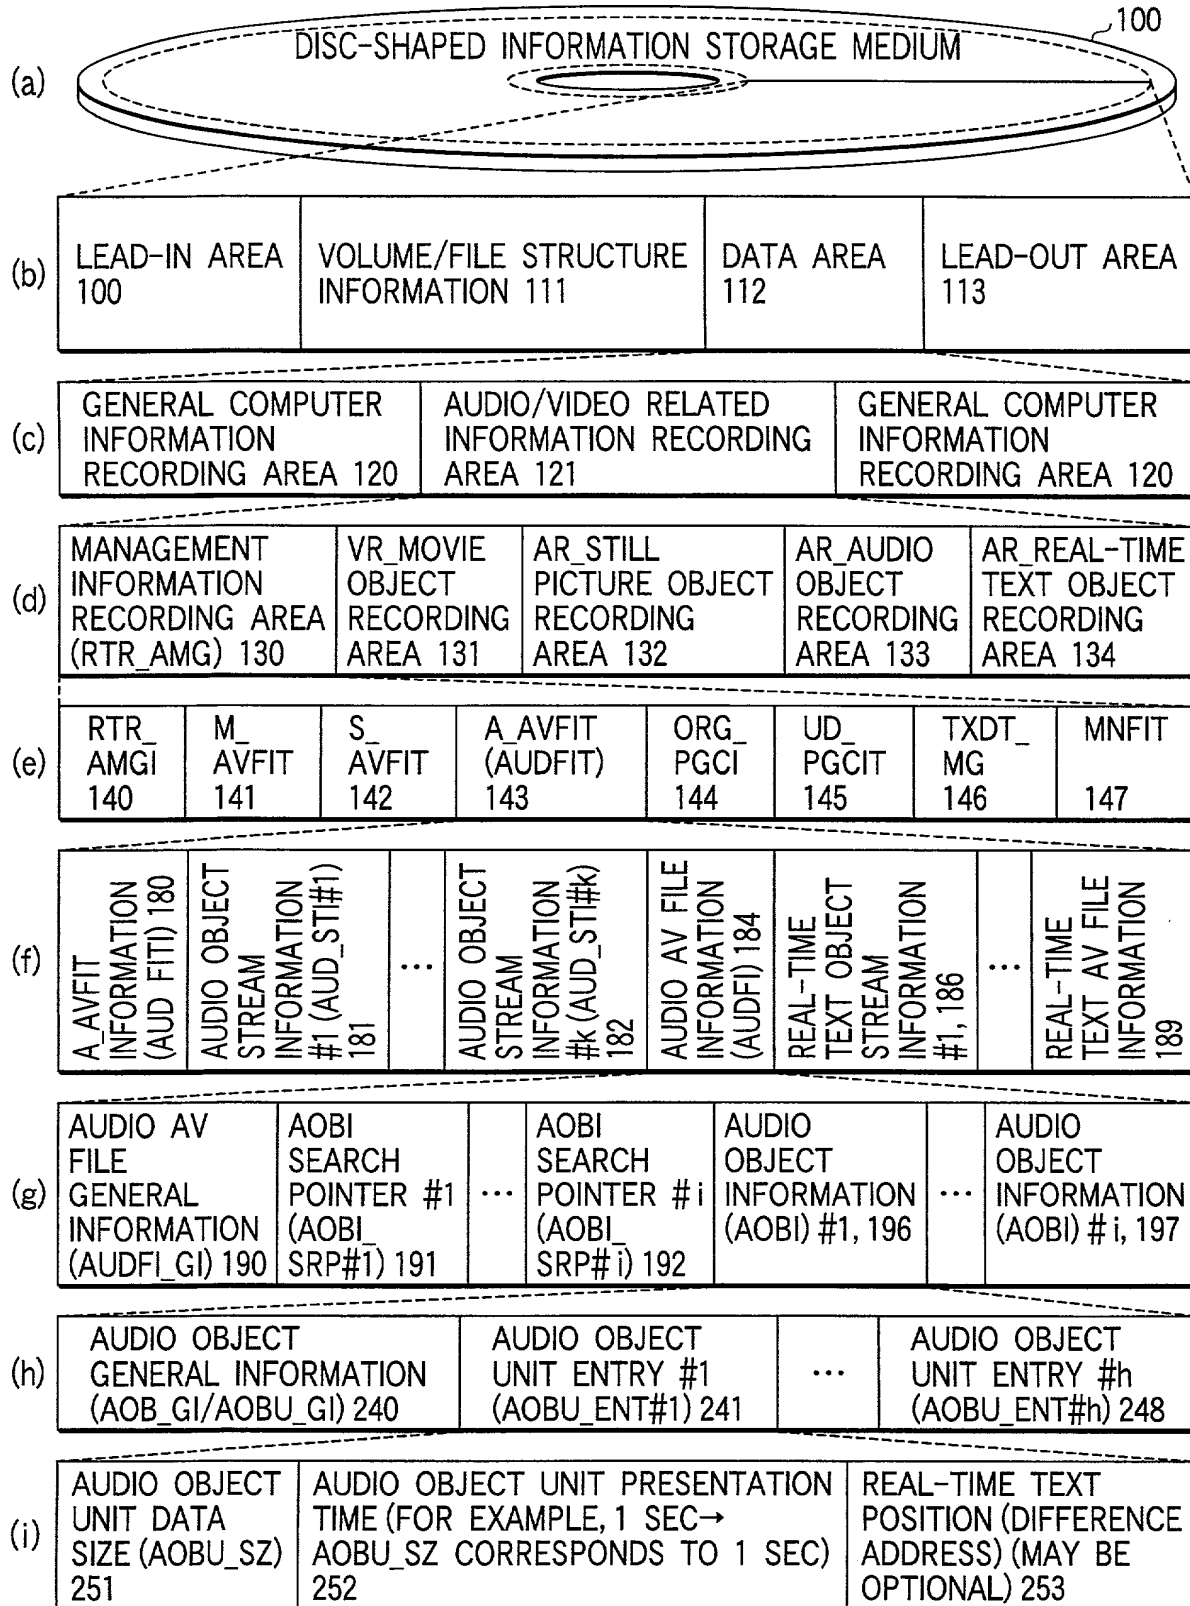 100
DISC-SHAPED INFORMATION STORAGE MEDIUM
(a)
(b)
LEAD-IN AREA
100
VOLUME/FILE STRUCTURE
INFORMATION 111
DATA AREA
112
LEAD-OUT AREA
113
(c)
GENERAL COMPUTER
INFORMATION
RECORDING AREA 120
AUDIO/VIDEO RELATED
INFORMATION RECORDING
AREA 121
GENERAL COMPUTER
INFORMATION
RECORDING AREA 120
(d)
MANAGEMENT
INFORMATION
RECORDING AREA
(RTR_AMG) 130
VR_MOVIE
OBJECT
RECORDING
AREA 131
AR_STILL
PICTURE OBJECT
RECORDING
AREA 132
AR_AUDIO
OBJECT
RECORDING
AREA 133
AR_REAL-TIME
TEXT OBJECT
RECORDING
AREA 134
(e)
RTR_
AMGI
140
M_
AVFIT
141
S_
AVFIT
142
A_AVFIT
(AUDFIT)
143
ORG_
PGCI
144
UD_
PGCIT
145
TXDT_
MG
146
MNFIT
147
(f)
A_AVFIT
INFORMATION
(AUD FITI) 180
AUDIO OBJECT
STREAM
INFORMATION
#1 (AUD_STI#1)
181
...
AUDIO OBJECT
STREAM
INFORMATION
#k (AUD_STI#k)
182
AUDIO AV FILE
INFORMATION
(AUDFI) 184
REAL-TIME
TEXT OBJECT
STREAM
INFORMATION
#1, 186
...
REAL-TIME
TEXT AV FILE
INFORMATION
189
(g)
AUDIO AV
FILE
GENERAL
INFORMATION
(AUDFI_GI) 190
AOBI
SEARCH
POINTER #1
(AOBI_
SRP#1) 191
...
AOBI
SEARCH
POINTER #i
(AOBI_
SRP#i) 192
AUDIO
OBJECT
INFORMATION
(AOBI) #1, 196
...
AUDIO
OBJECT
INFORMATION
(AOBI) #i, 197
(h)
AUDIO OBJECT
GENERAL INFORMATION
(AOB_GI/AOBU_GI) 240
AUDIO OBJECT
UNIT ENTRY #1
(AOBU_ENT#1) 241
...
AUDIO OBJECT
UNIT ENTRY #h
(AOBU_ENT#h) 248
(i)
AUDIO OBJECT
UNIT DATA
SIZE (AOBU_SZ)
251
AUDIO OBJECT UNIT PRESENTATION
TIME (FOR EXAMPLE, 1 SEC→
AOBU_SZ CORRESPONDS TO 1 SEC)
252
REAL-TIME TEXT
POSITION (DIFFERENCE
ADDRESS) (MAY BE
OPTIONAL) 253